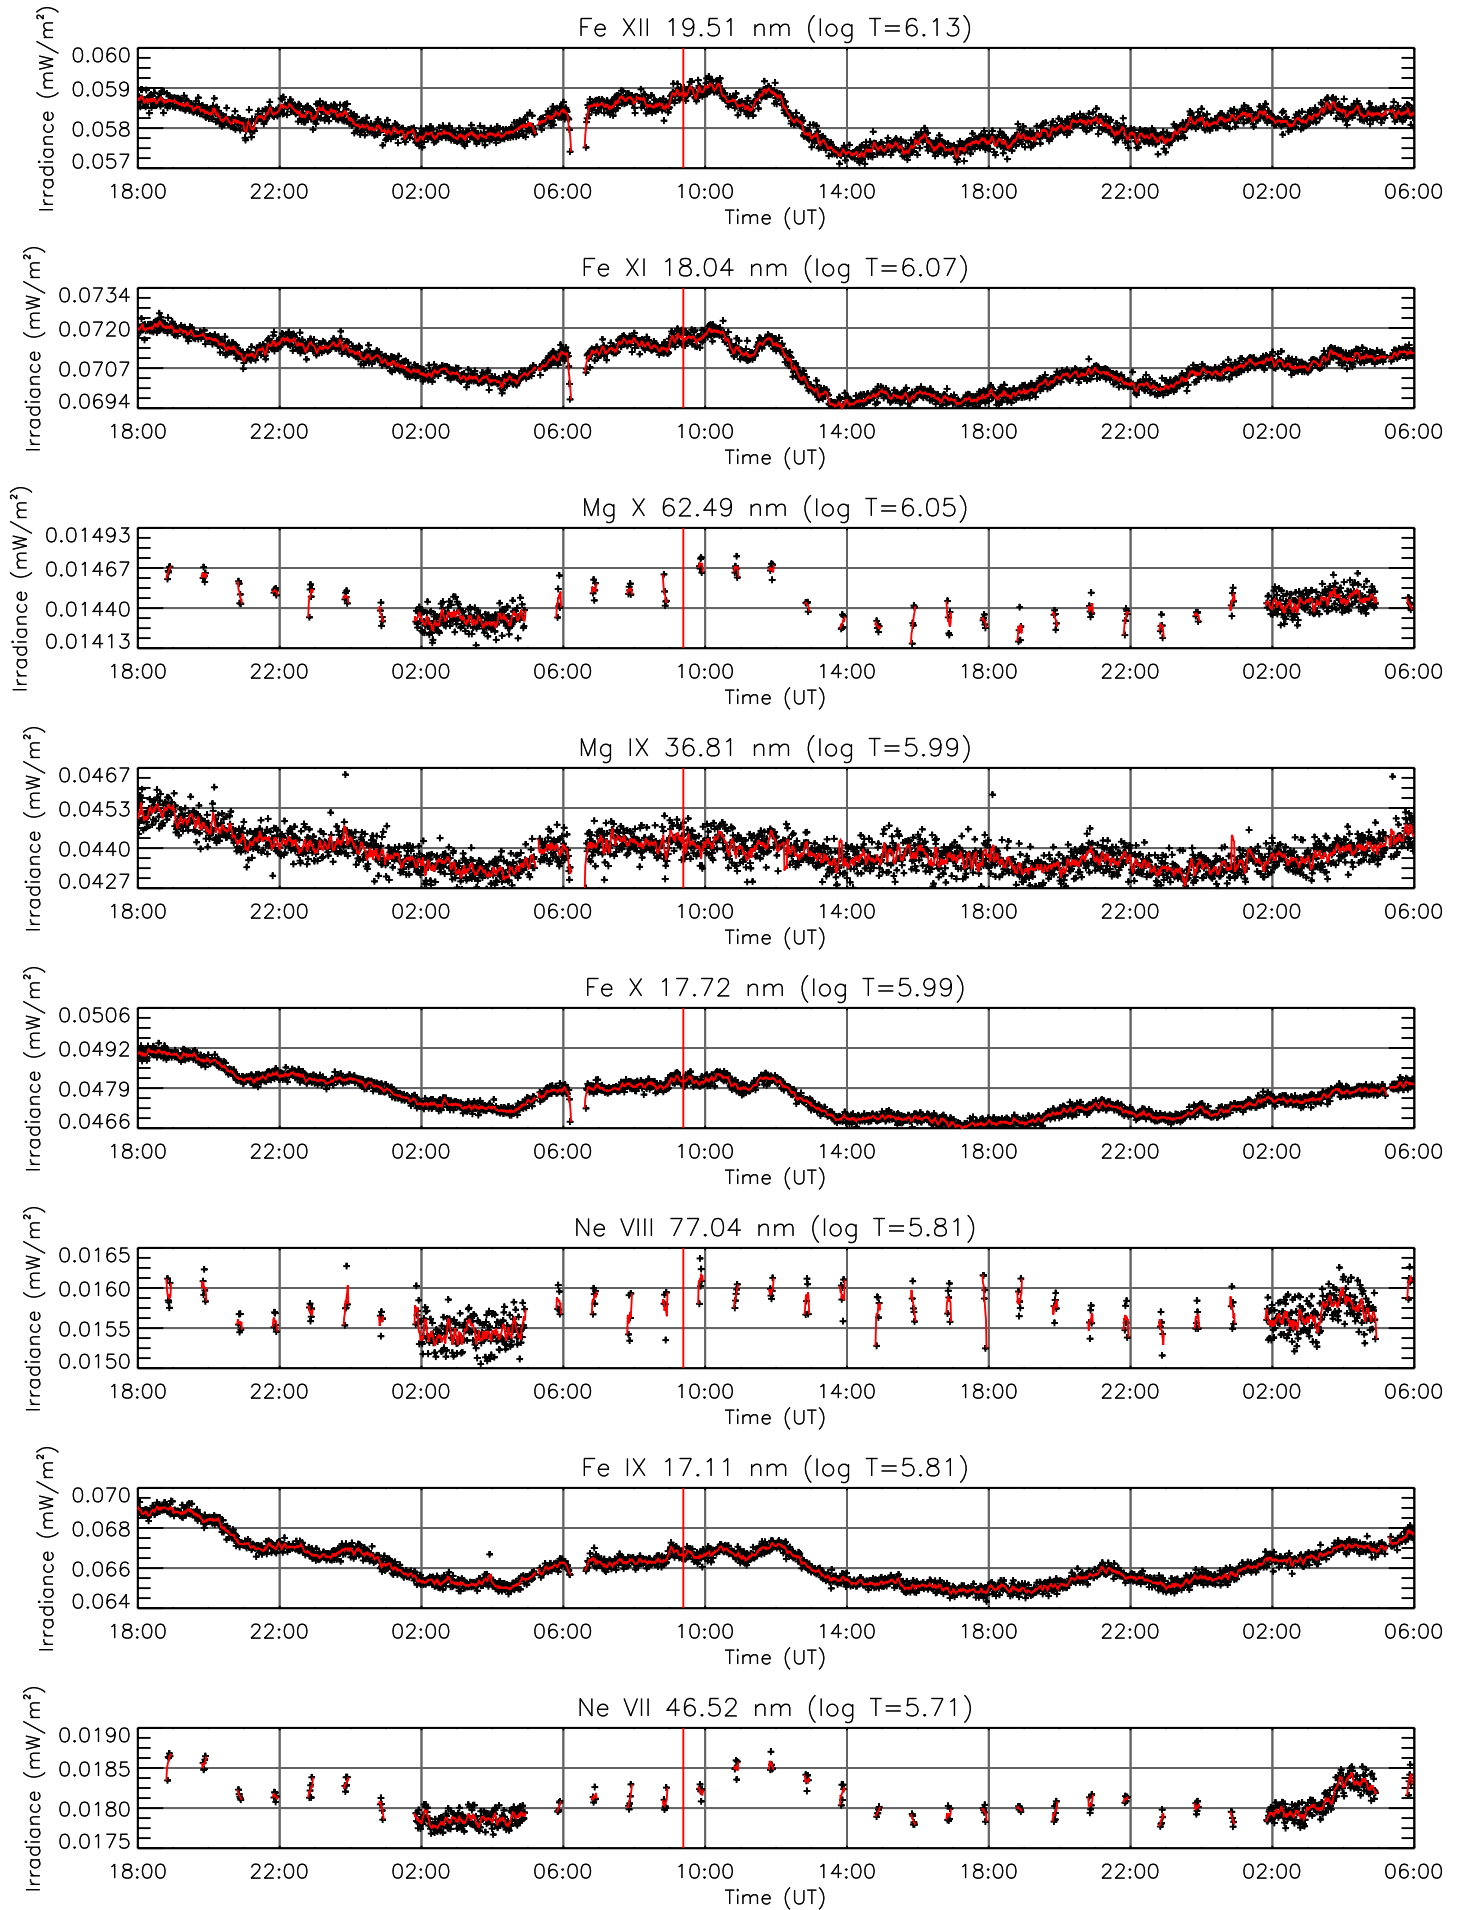 Fe XII 19.51 nm (log T=6.13)
Irradiance (mW/m²)
0.060
0.059
0.058
0.057
18:00 22:00 02:00 06:00 10:00 14:00 18:00 22:00 02:00 06:00
Time (UT)
Fe XI 18.04 nm (log T=6.07)
Irradiance (mW/m²)
0.0734
0.0720
0.0707
0.0694
18:00 22:00 02:00 06:00 10:00 14:00 18:00 22:00 02:00 06:00
Time (UT)
Mg X 62.49 nm (log T=6.05)
Irradiance (mW/m²)
0.01493
0.01467
0.01440
0.01413
18:00 22:00 02:00 06:00 10:00 14:00 18:00 22:00 02:00 06:00
Time (UT)
Mg IX 36.81 nm (log T=5.99)
Irradiance (mW/m²)
0.0467
0.0453
0.0440
0.0427
18:00 22:00 02:00 06:00 10:00 14:00 18:00 22:00 02:00 06:00
Time (UT)
Fe X 17.72 nm (log T=5.99)
Irradiance (mW/m²)
0.0506
0.0492
0.0479
0.0466
18:00 22:00 02:00 06:00 10:00 14:00 18:00 22:00 02:00 06:00
Time (UT)
Ne VIII 77.04 nm (log T=5.81)
Irradiance (mW/m²)
0.0165
0.0160
0.0155
0.0150
18:00 22:00 02:00 06:00 10:00 14:00 18:00 22:00 02:00 06:00
Time (UT)
Fe IX 17.11 nm (log T=5.81)
Irradiance (mW/m²)
0.070
0.068
0.066
0.064
18:00 22:00 02:00 06:00 10:00 14:00 18:00 22:00 02:00 06:00
Time (UT)
Ne VII 46.52 nm (log T=5.71)
Irradiance (mW/m²)
0.0190
0.0185
0.0180
0.0175
18:00 22:00 02:00 06:00 10:00 14:00 18:00 22:00 02:00 06:00
Time (UT)